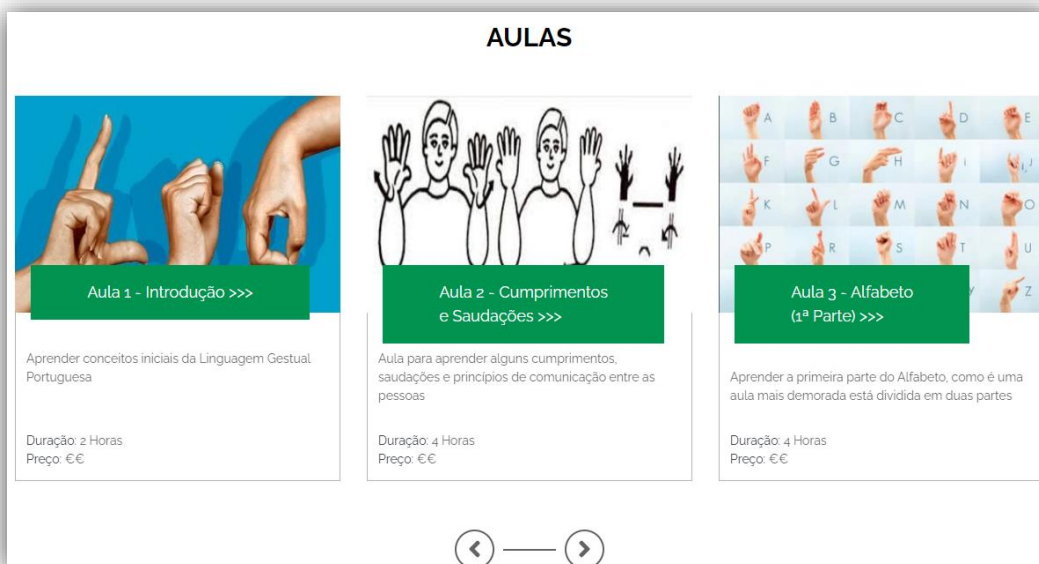 AULAS
A B C D E
F G H I J
K L M N O
P R S T U
Y Z
Aula 1 - Introdução >>>
Aula 2 - Cumprimentos
e Saudações >>>
Aula 3 - Alfabeto
(1ª Parte) >>>
Aprender conceitos iniciais da Linguagem Gestual
Portuguesa
Duração: 2 Horas
Preço: €€
Aula para aprender alguns cumprimentos,
saudações e princípios de comunicação entre as
pessoas
Duração: 4 Horas
Preço: €€
Aprender a primeira parte do Alfabeto, como é uma
aula mais demorada está dividida em duas partes
Duração: 4 Horas
Preço: €€